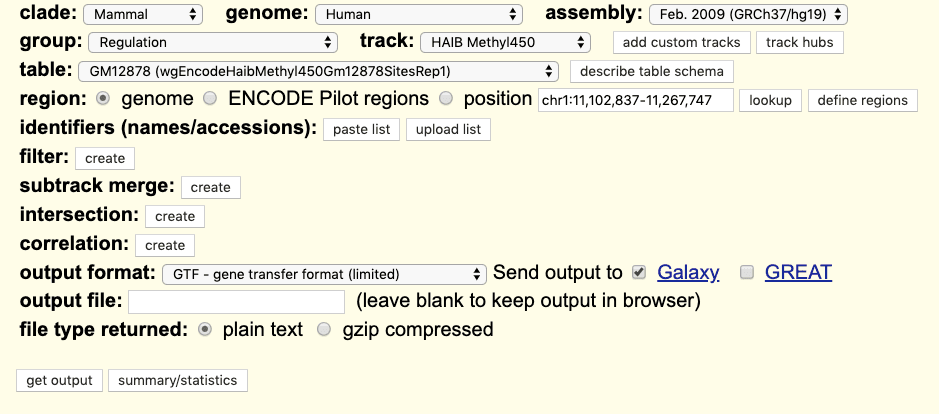 clade: Mammal genome: Human assembly: Feb. 2009 (GRCh37/hg19)
group: Regulation track: HAIB Methyl450 add custom tracks track hubs
table: GM12878 (wgEncodeHaibMethyl450Gm12878SitesRep1) describe table schema
region: genome ENCODE Pilot regions position chr1:11,102,837-11,267,747 lookup define regions
identifiers (names/accessions): paste list upload list
filter: create
subtrack merge: create
intersection: create
correlation: create
output format: GTF - gene transfer format (limited) Send output to Galaxy GREAT
output file: (leave blank to keep output in browser)
file type returned: plain text gzip compressed
get output summary/statistics